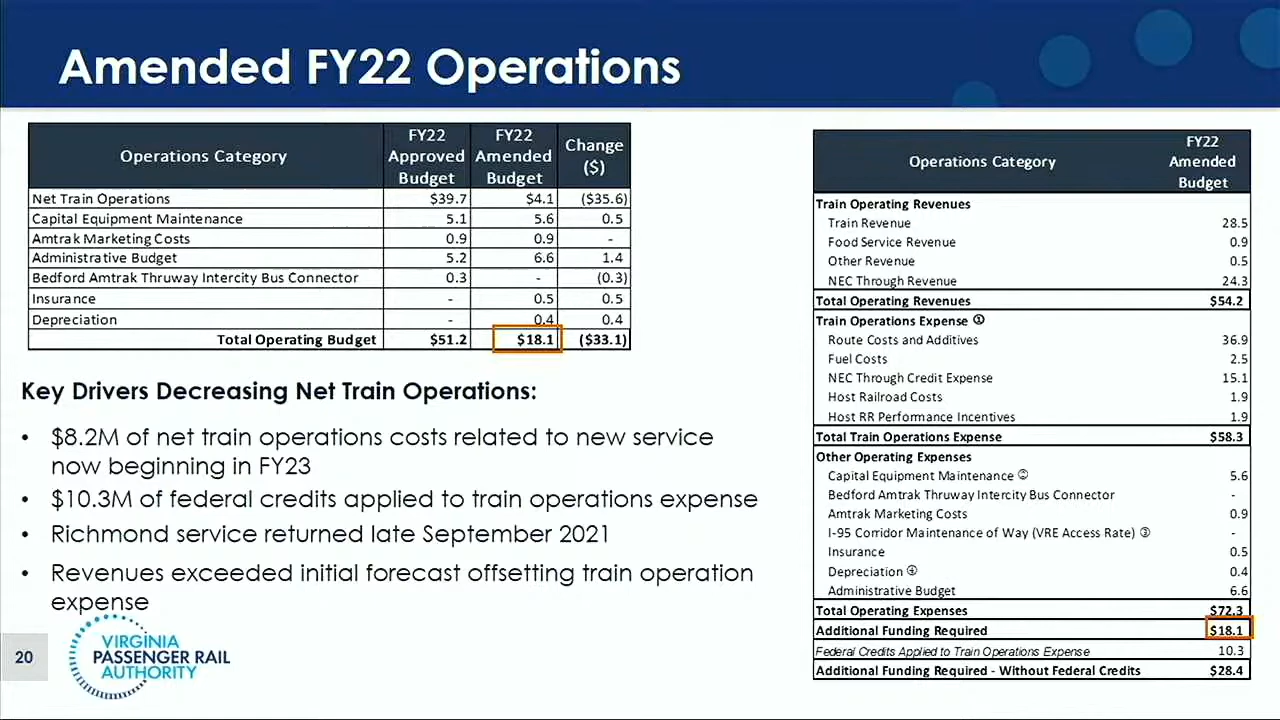 Amended FY22 Operations
Operations Category
FY22 Approved Budget
FY22 Amended Budget
Change ($)
Net Train Operations $39.7 $4.1 ($35.6)
Capital Equipment Maintenance 5.1 5.6 0.5
Amtrak Marketing Costs 0.9 0.9 -
Administrative Budget 5.2 6.6 1.4
Bedford Amtrak Thruway Intercity Bus Connector 0.3 - (0.3)
Insurance - 0.5 0.5
Depreciation - 0.4 0.4
Total Operating Budget $51.2 $18.1 ($33.1)
Key Drivers Decreasing Net Train Operations:
• $8.2M of net train operations costs related to new service
now beginning in FY23
• $10.3M of federal credits applied to train operations expense
• Richmond service returned late September 2021
• Revenues exceeded initial forecast offsetting train operation
expense
20
VIRGINIA
PASSENGER RAIL
AUTHORITY
Operations Category
FY22 Amended Budget
Train Operating Revenues
Train Revenue 28.5
Food Service Revenue 0.9
Other Revenue 0.5
NEC Through Revenue 24.3
Total Operating Revenues $54.2
Train Operations Expense ①
Route Costs and Additives 36.9
Fuel Costs 2.5
NEC Through Credit Expense 15.1
Host Railroad Costs 1.9
Host RR Performance Incentives 1.9
Total Train Operations Expense $58.3
Other Operating Expenses
Capital Equipment Maintenance ② 5.6
Bedford Amtrak Thruway Intercity Bus Connector -
Amtrak Marketing Costs 0.9
I-95 Corridor Maintenance of Way (VRE Access Rate) ③ -
Insurance 0.5
Depreciation ④ 0.4
Administrative Budget 6.6
Total Operating Expenses $72.3
Additional Funding Required $18.1
Federal Credits Applied to Train Operations Expense 10.3
Additional Funding Required - Without Federal Credits $28.4